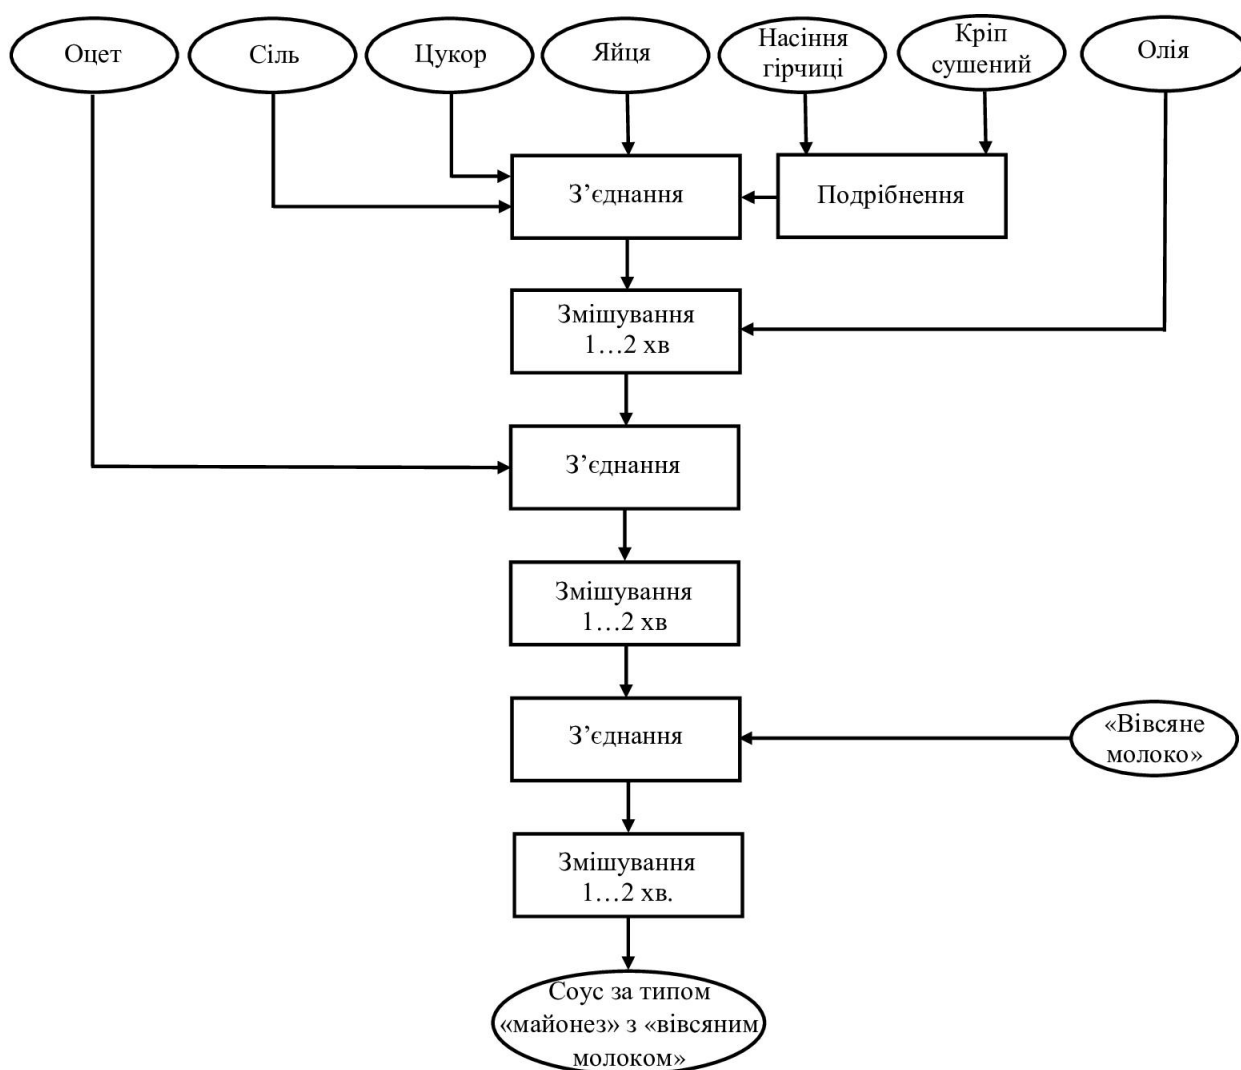 Оцет
Сіль
Цукор
Яйця
Насіння
гірчиці
Кріп
сушений
Олія
З’єднання
Подрібнення
Змішування
1…2 хв
З’єднання
Змішування
1…2 хв
З’єднання
«Вівсяне
молоко»
Змішування
1…2 хв.
Соус за типом
«майонез» з «вівсяним
молоком»